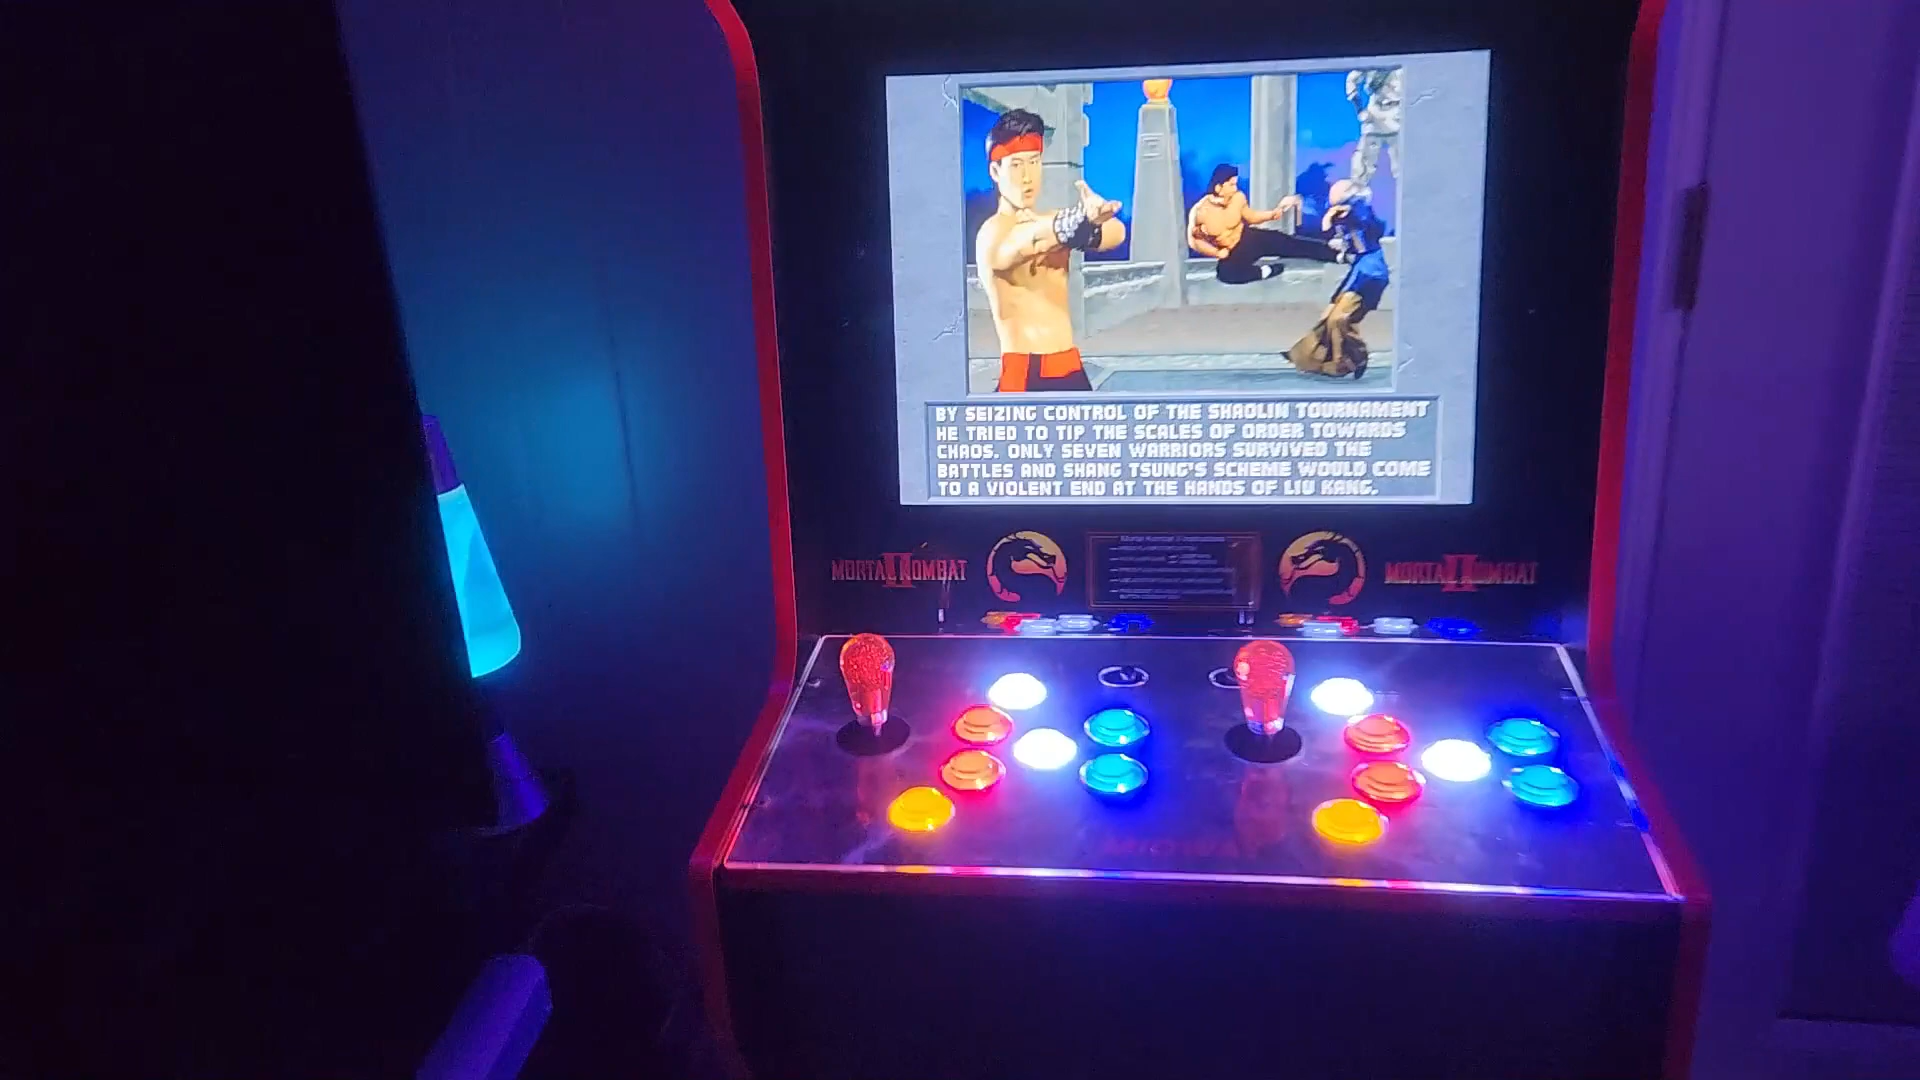 BY SEIZING CONTROL OF THE SHAOLIN TOURNAMENT
HE TRIED TO TIP THE SCALES OF ORDER TOWARDS
CHAOS. ONLY SEVEN WARRIORS SURVIVED THE
BATTLES AND SHANG TSUNG'S SCHEME WOULD COME
TO A VIOLENT END AT THE HANDS OF LIU KANG.
MORTAL KOMBAT II
MORTAL KOMBAT II
MIDWAY